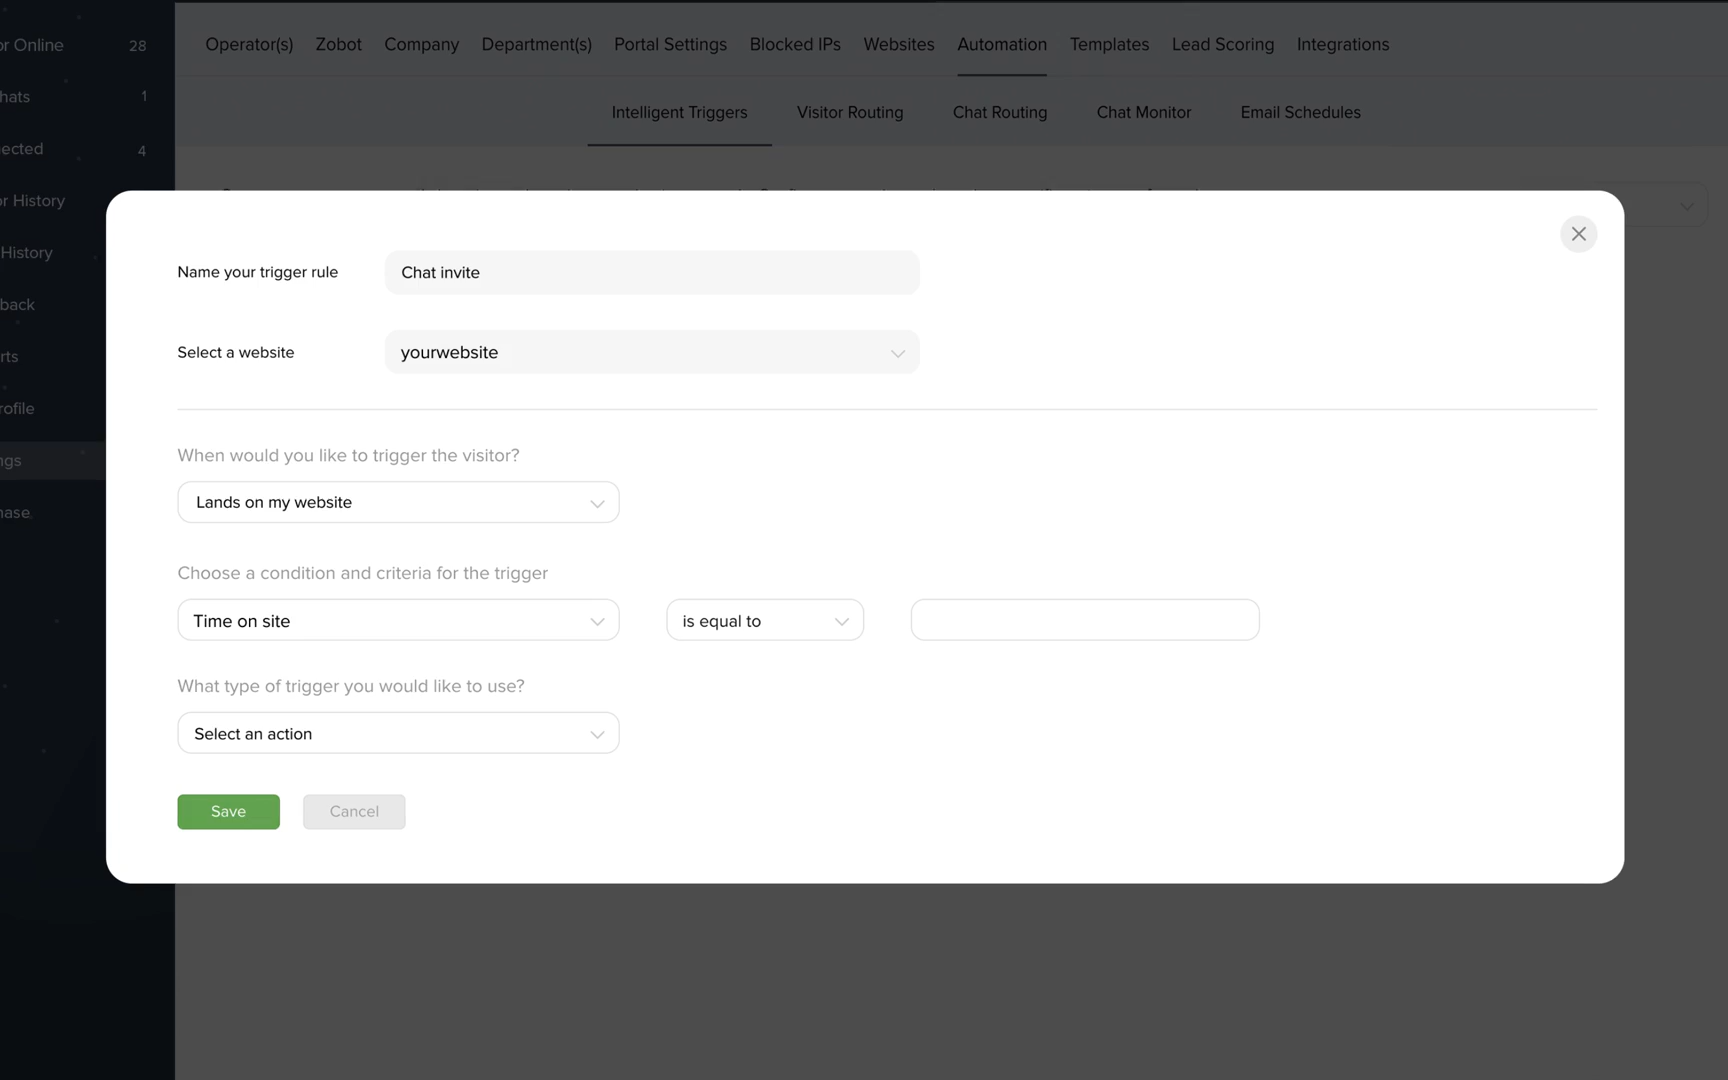 or Online 28
hats 1
ected 4
or History
History
back
rts
rofile
ngs
hase
Operator(s) Zobot Company Department(s) Portal Settings Blocked IPs Websites Automation Templates Lead Scoring Integrations
Intelligent Triggers Visitor Routing Chat Routing Chat Monitor Email Schedules
Name your trigger rule Chat invite
Select a website yourwebsite
When would you like to trigger the visitor?
Lands on my website
Choose a condition and criteria for the trigger
Time on site is equal to
What type of trigger you would like to use?
Select an action
Save Cancel